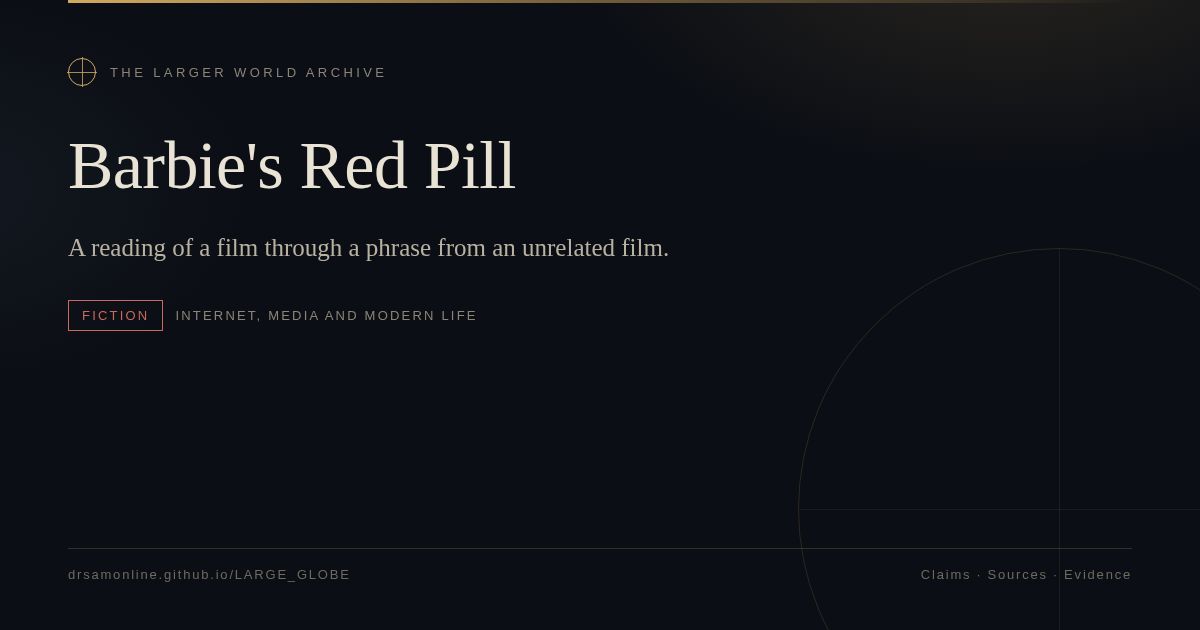 THE LARGER WORLD ARCHIVE
Barbie's Red Pill
A reading of a film through a phrase from an unrelated film.
FICTION INTERNET, MEDIA AND MODERN LIFE
drsamonline.github.io/LARGE_GLOBE Claims · Sources · Evidence